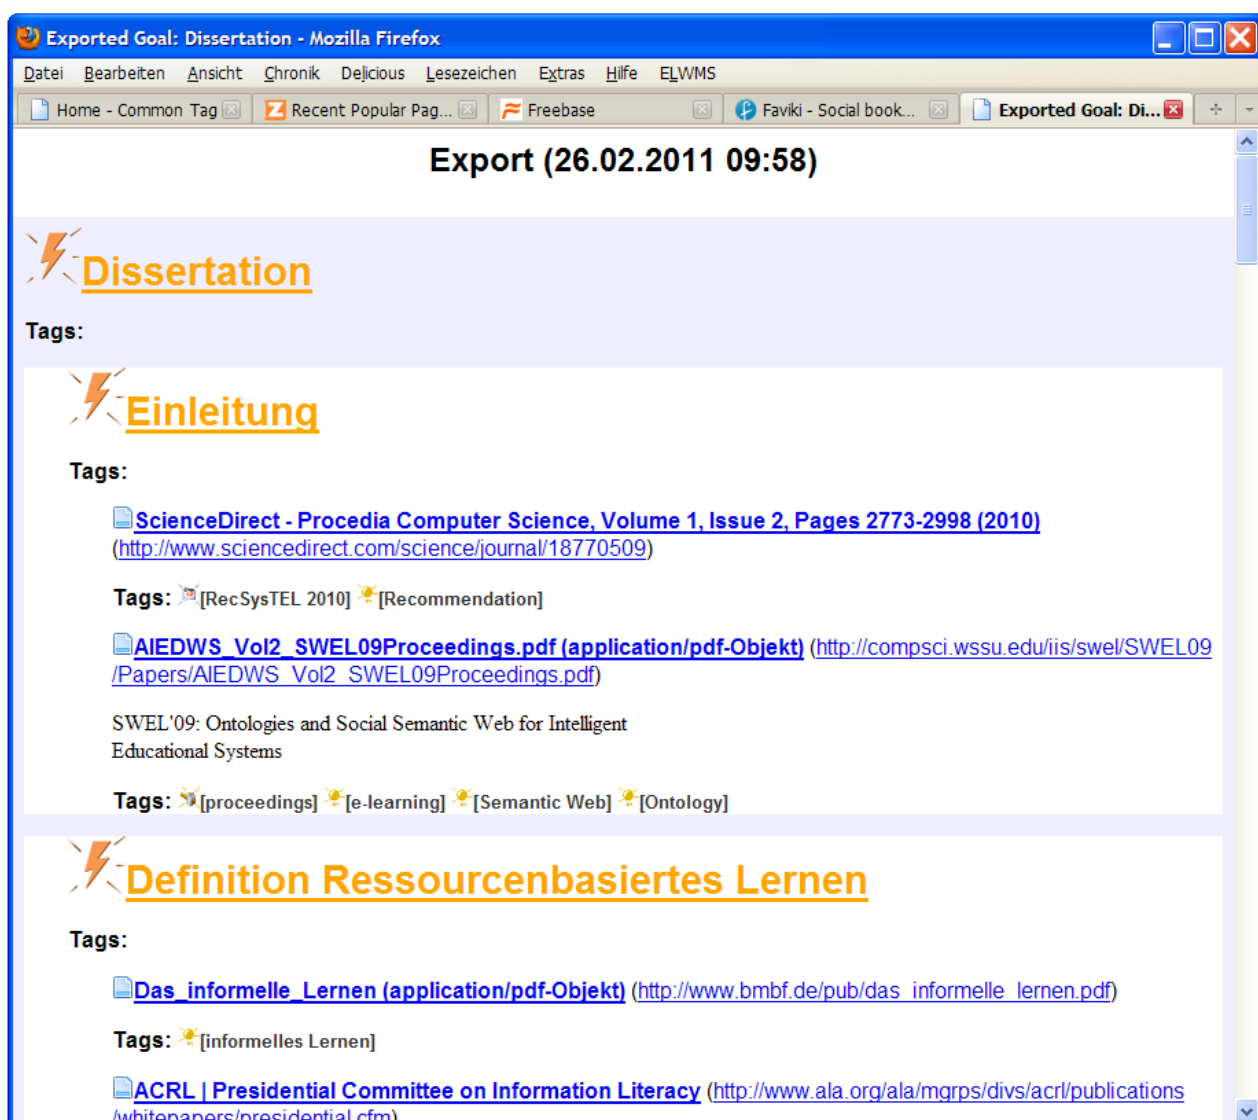 Exported Goal: Dissertation - Mozilla Firefox
Datei Bearbeiten Ansicht Chronik Delicious Lesezeichen Extras Hilfe ELWMS
Home - Common Tag Recent Popular Pag... Freebase Faviki - Social book... Exported Goal: Di...
Export (26.02.2011 09:58)
Dissertation
Tags:
Einleitung
Tags:
ScienceDirect - Procedia Computer Science, Volume 1, Issue 2, Pages 2773-2998 (2010)
(http://www.sciencedirect.com/science/journal/18770509)
Tags: [RecSysTEL 2010] [Recommendation]
AIEDWS_Vol2_SWEL09Proceedings.pdf (application/pdf-Objekt) (http://compsci.wssu.edu/iis/swel/SWEL09
/Papers/AIEDWS_Vol2_SWEL09Proceedings.pdf)
SWEL'09: Ontologies and Social Semantic Web for Intelligent
Educational Systems
Tags: [proceedings] [e-learning] [Semantic Web] [Ontology]
Definition Ressourcenbasiertes Lernen
Tags:
Das_informelle_Lernen (application/pdf-Objekt) (http://www.bmbf.de/pub/das_informelle_lernen.pdf)
Tags: [informelles Lernen]
ACRL | Presidential Committee on Information Literacy (http://www.ala.org/ala/mgrps/divs/acrl/publications
/whitepapers/presidential.cfm)